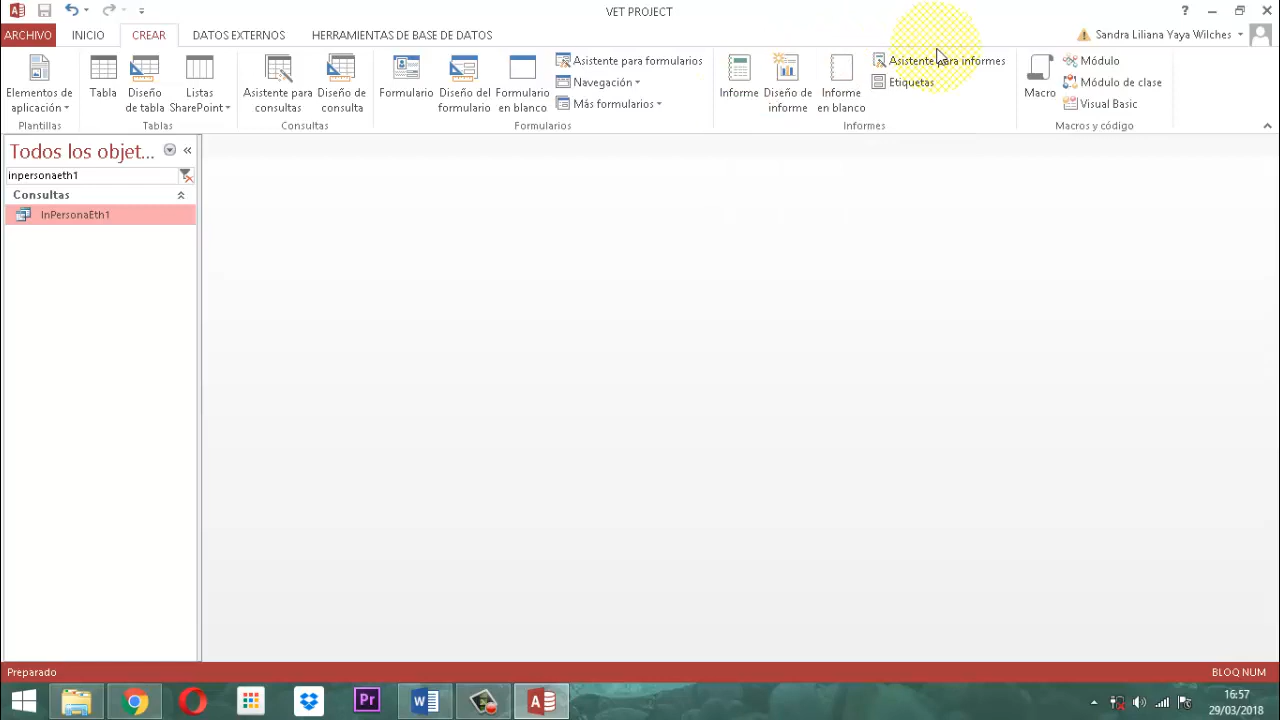 VET PROJECT
ARCHIVO INICIO CREAR DATOS EXTERNOS HERRAMIENTAS DE BASE DE DATOS Sandra Liliana Yaya Wilches
Elementos de aplicación
Tabla
Diseño de tabla
Listas SharePoint
Asistente para consultas
Diseño de consulta
Formulario
Diseño del formulario
Formulario en blanco
Asistente para formularios
Navegación
Más formularios
Informe
Diseño de informe
Informe en blanco
Asistente para informes
Etiquetas
Macro
Módulo
Módulo de clase
Visual Basic
Plantillas Tablas Consultas Formularios Informes Macros y código
Todos los objet...
inpersonaeth1
Consultas
InPersonaEth1
Preparado BLOQ NUM
Pr
16:57
29/03/2018